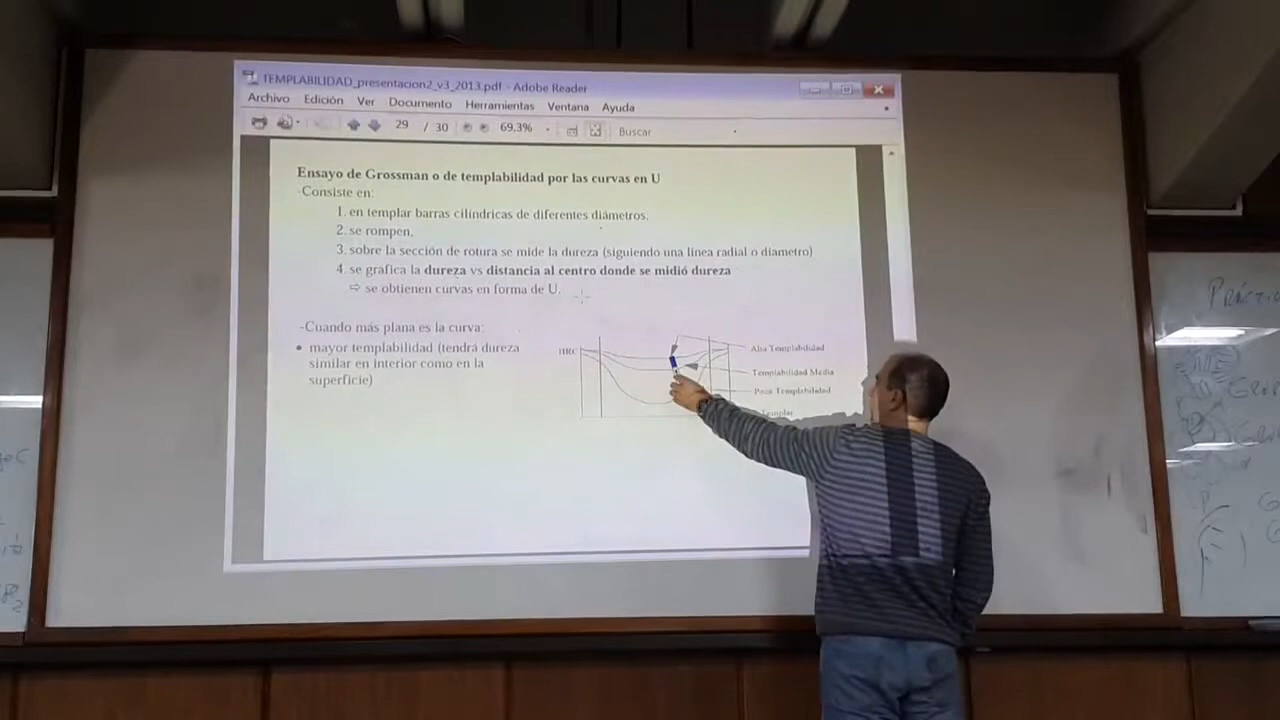 TEMPLABILIDAD_presentacion2_v3_2013.pdf - Adobe Reader
Archivo Edición Ver Documento Herramientas Ventana Ayuda
29 / 30 69,3% Buscar
Ensayo de Grossman o de templabilidad por las curvas en U
-Consiste en:
1. en templar barras cilíndricas de diferentes diámetros.
2. se rompen.
3. sobre la sección de rotura se mide la dureza (siguiendo una línea radial o diametro)
4. se grafica la dureza vs distancia al centro donde se midió dureza
⇨ se obtienen curvas en forma de U.
-Cuando más plana es la curva:
• mayor templabilidad (tendrá dureza
similar en interior como en la
superficie)
HRC
Alta Templabilidad
Templabilidad Media
Poca Templabilidad
Templar